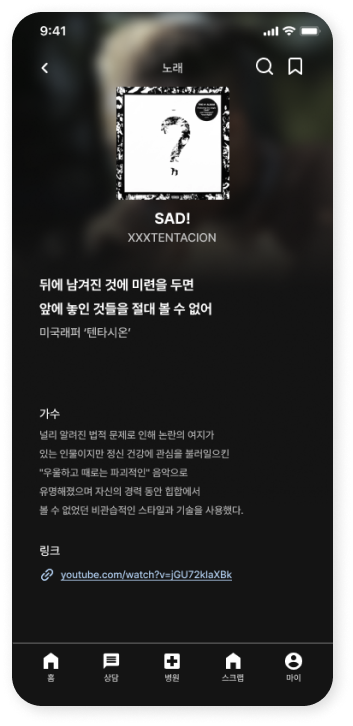 9:41
노래
?
SAD!
XXXTENTACION
뒤에 남겨진 것에 미련을 두면
앞에 놓인 것들을 절대 볼 수 없어
미국래퍼 ‘텐타시온’
가수
널리 알려진 법적 문제로 인해 논란의 여지가
있는 인물이지만 정신 건강에 관심을 불러일으킨
"우울하고 때로는 파괴적인" 음악으로
유명해졌으며 자신의 경력 동안 힙합에서
볼 수 없었던 비관습적인 스타일과 기술을 사용했다.
링크
youtube.com/watch?v=jGU72klaXBk
홈 상담 병원 스크랩 마이